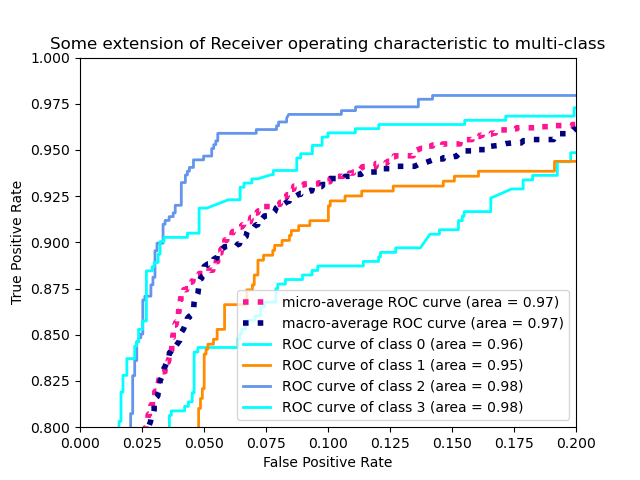 Some extension of Receiver operating characteristic to multi-class
1.000
0.975
0.950
0.925
0.900
0.875
0.850
0.825
0.800
True Positive Rate
micro-average ROC curve (area = 0.97)
macro-average ROC curve (area = 0.97)
ROC curve of class 0 (area = 0.96)
ROC curve of class 1 (area = 0.95)
ROC curve of class 2 (area = 0.98)
ROC curve of class 3 (area = 0.98)
0.000 0.025 0.050 0.075 0.100 0.125 0.150 0.175 0.200
False Positive Rate